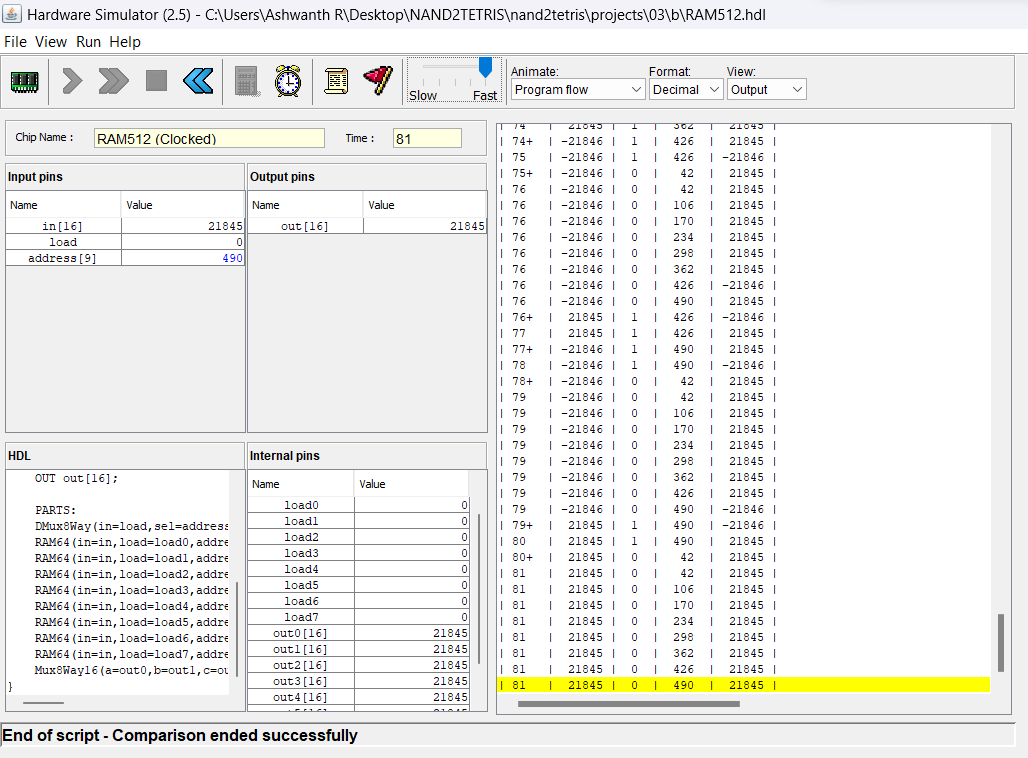 Hardware Simulator (2.5) - C:\Users\Ashwanth R\Desktop\NAND2TETRIS\nand2tetris\projects\03\b\RAM512.hdl
File View Run Help
Slow Fast
Animate: Format: View:
Program flow Decimal Output
Chip Name : RAM512 (Clocked) Time : 81
Input pins
Name Value
in[16] 21845
load 0
address[9] 490
Output pins
Name Value
out[16] 21845
HDL
OUT out[16];
PARTS:
DMux8Way(in=load,sel=address
RAM64(in=in,load=load0,addre
RAM64(in=in,load=load1,addre
RAM64(in=in,load=load2,addre
RAM64(in=in,load=load3,addre
RAM64(in=in,load=load4,addre
RAM64(in=in,load=load5,addre
RAM64(in=in,load=load6,addre
RAM64(in=in,load=load7,addre
Mux8Way16(a=out0,b=out1,c=ou
}
Internal pins
Name Value
load0 0
load1 0
load2 0
load3 0
load4 0
load5 0
load6 0
load7 0
out0[16] 21845
out1[16] 21845
out2[16] 21845
out3[16] 21845
out4[16] 21845
| 74 | 21845 | 1 | 362 | 21845 |
| 74+ | -21846 | 1 | 426 | 21845 |
| 75 | -21846 | 1 | 426 | -21846 |
| 75+ | -21846 | 0 | 42 | 21845 |
| 76 | -21846 | 0 | 42 | 21845 |
| 76 | -21846 | 0 | 106 | 21845 |
| 76 | -21846 | 0 | 170 | 21845 |
| 76 | -21846 | 0 | 234 | 21845 |
| 76 | -21846 | 0 | 298 | 21845 |
| 76 | -21846 | 0 | 362 | 21845 |
| 76 | -21846 | 0 | 426 | -21846 |
| 76 | -21846 | 0 | 490 | 21845 |
| 76+ | 21845 | 1 | 426 | -21846 |
| 77 | 21845 | 1 | 426 | 21845 |
| 77+ | -21846 | 1 | 490 | 21845 |
| 78 | -21846 | 1 | 490 | -21846 |
| 78+ | -21846 | 0 | 42 | 21845 |
| 79 | -21846 | 0 | 42 | 21845 |
| 79 | -21846 | 0 | 106 | 21845 |
| 79 | -21846 | 0 | 170 | 21845 |
| 79 | -21846 | 0 | 234 | 21845 |
| 79 | -21846 | 0 | 298 | 21845 |
| 79 | -21846 | 0 | 362 | 21845 |
| 79 | -21846 | 0 | 426 | 21845 |
| 79 | -21846 | 0 | 490 | -21846 |
| 79+ | 21845 | 1 | 490 | -21846 |
| 80 | 21845 | 1 | 490 | 21845 |
| 80+ | 21845 | 0 | 42 | 21845 |
| 81 | 21845 | 0 | 42 | 21845 |
| 81 | 21845 | 0 | 106 | 21845 |
| 81 | 21845 | 0 | 170 | 21845 |
| 81 | 21845 | 0 | 234 | 21845 |
| 81 | 21845 | 0 | 298 | 21845 |
| 81 | 21845 | 0 | 362 | 21845 |
| 81 | 21845 | 0 | 426 | 21845 |
| 81 | 21845 | 0 | 490 | 21845 |
End of script - Comparison ended successfully